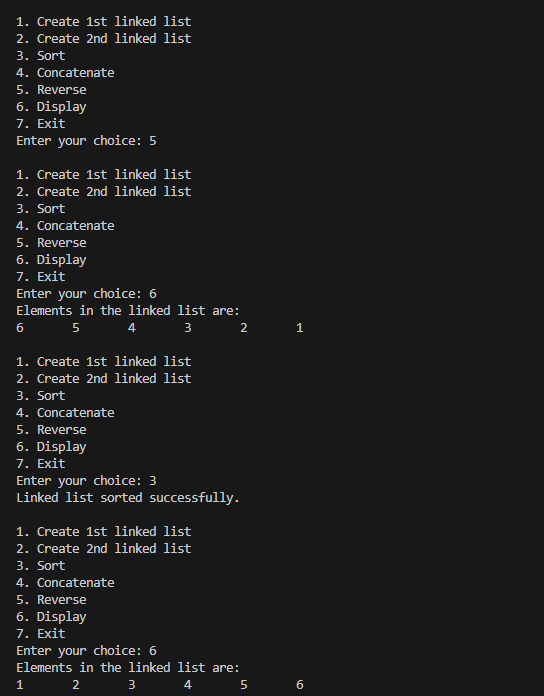 1. Create 1st linked list
2. Create 2nd linked list
3. Sort
4. Concatenate
5. Reverse
6. Display
7. Exit
Enter your choice: 5

1. Create 1st linked list
2. Create 2nd linked list
3. Sort
4. Concatenate
5. Reverse
6. Display
7. Exit
Enter your choice: 6
Elements in the linked list are:
6	5	4	3	2	1

1. Create 1st linked list
2. Create 2nd linked list
3. Sort
4. Concatenate
5. Reverse
6. Display
7. Exit
Enter your choice: 3
Linked list sorted successfully.

1. Create 1st linked list
2. Create 2nd linked list
3. Sort
4. Concatenate
5. Reverse
6. Display
7. Exit
Enter your choice: 6
Elements in the linked list are:
1	2	3	4	5	6